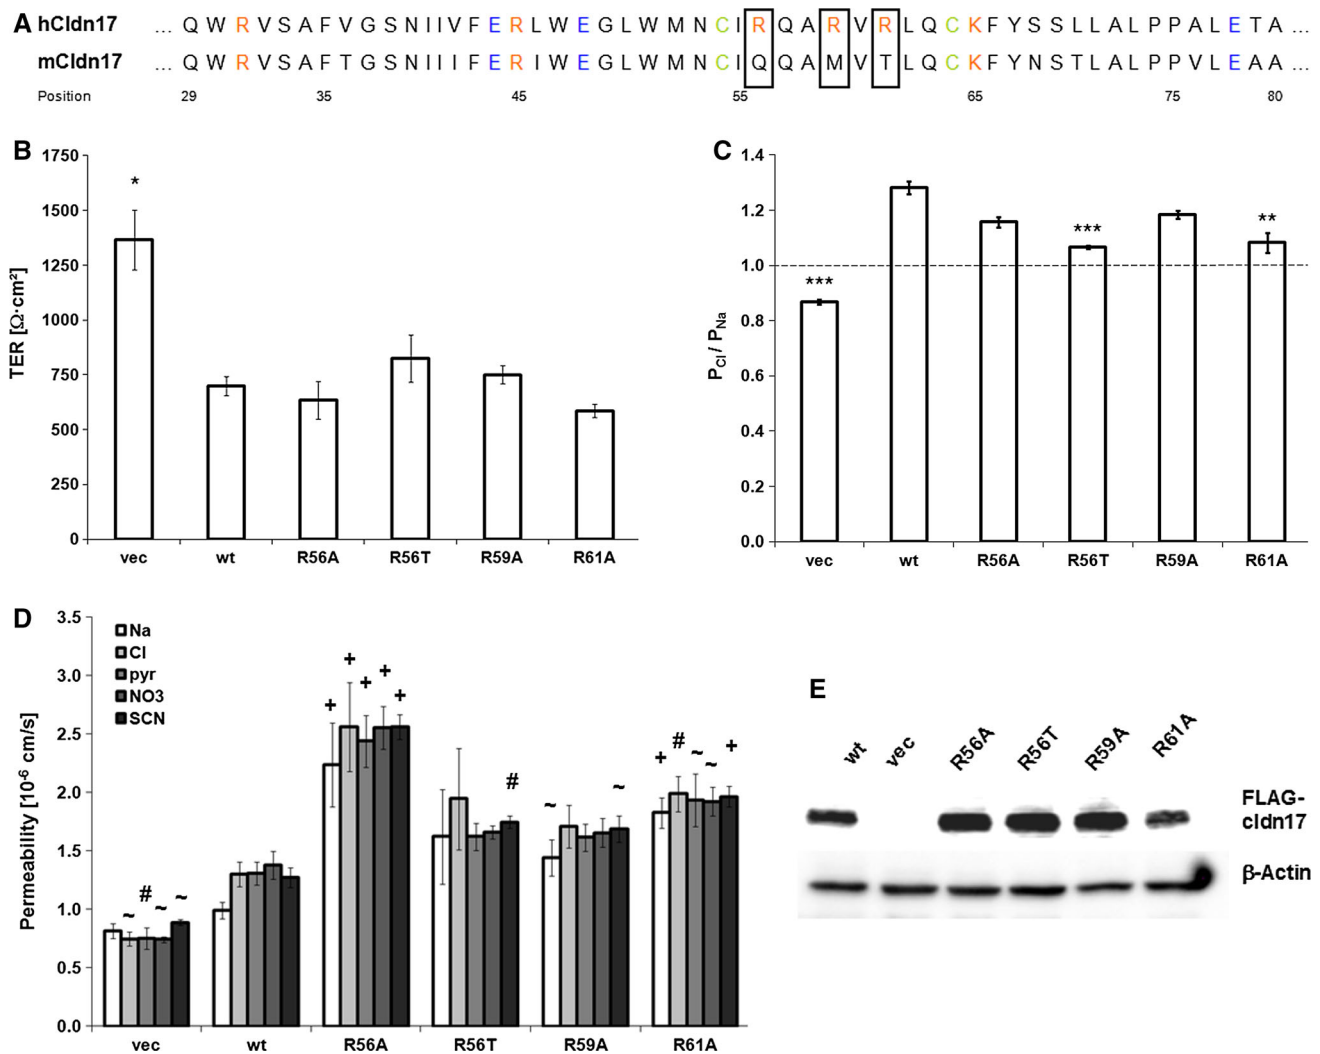 A hCldn17 ... Q W R V S A F V G S N I I V F E R L W E G L W M N C I R Q A R V R L Q C K F Y S S L L A L P P A L E T A ...
mCldn17 ... Q W R V S A F T G S N I I I F E R I W E G L W M N C I Q Q A M V T L Q C K F Y N S T L A L P P V L E A A ...
Position 29 35 45 55 65 75 80
B
TER [Ω·cm²]
1750
1500
1250
1000
750
500
250
0
*
vec wt R56A R56T R59A R61A
C
P_Cl / P_Na
1.4
1.2
1.0
0.8
0.6
0.4
0.2
0.0
*** *** **
vec wt R56A R56T R59A R61A
D
Permeability [10⁻⁶ cm/s]
3.5
3.0
2.5
2.0
1.5
1.0
0.5
0.0
Na
Cl
pyr
NO3
SCN
~ # ~ ~
+ + + + +
#
~ ~
+ # ~ ~ +
vec wt R56A R56T R59A R61A
E
wt vec R56A R56T R59A R61A
FLAG-
cldn17
β-Actin